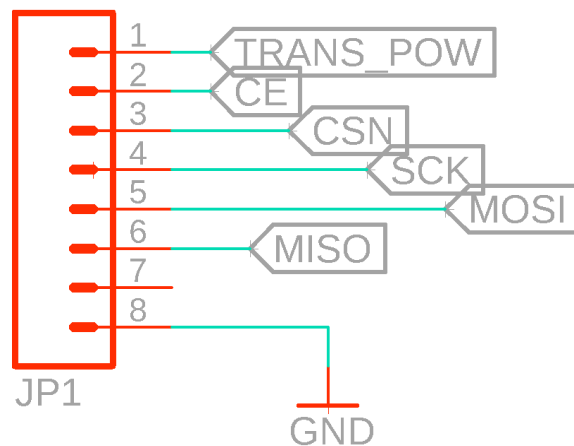 1 TRANS_POW
2 CE
3 CSN
4 SCK
5 MOSI
6 MISO
7
8
JP1
GND